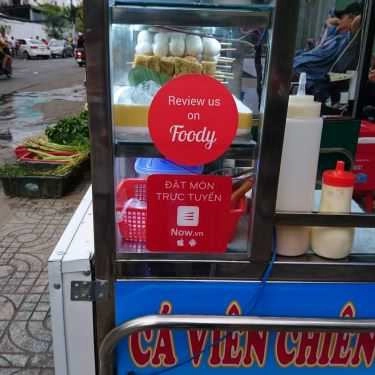 Review us
on
Foody
ĐẶT MÓN
TRỰC TUYẾN
Now.vn
CÁ VIÊN CHIÊN